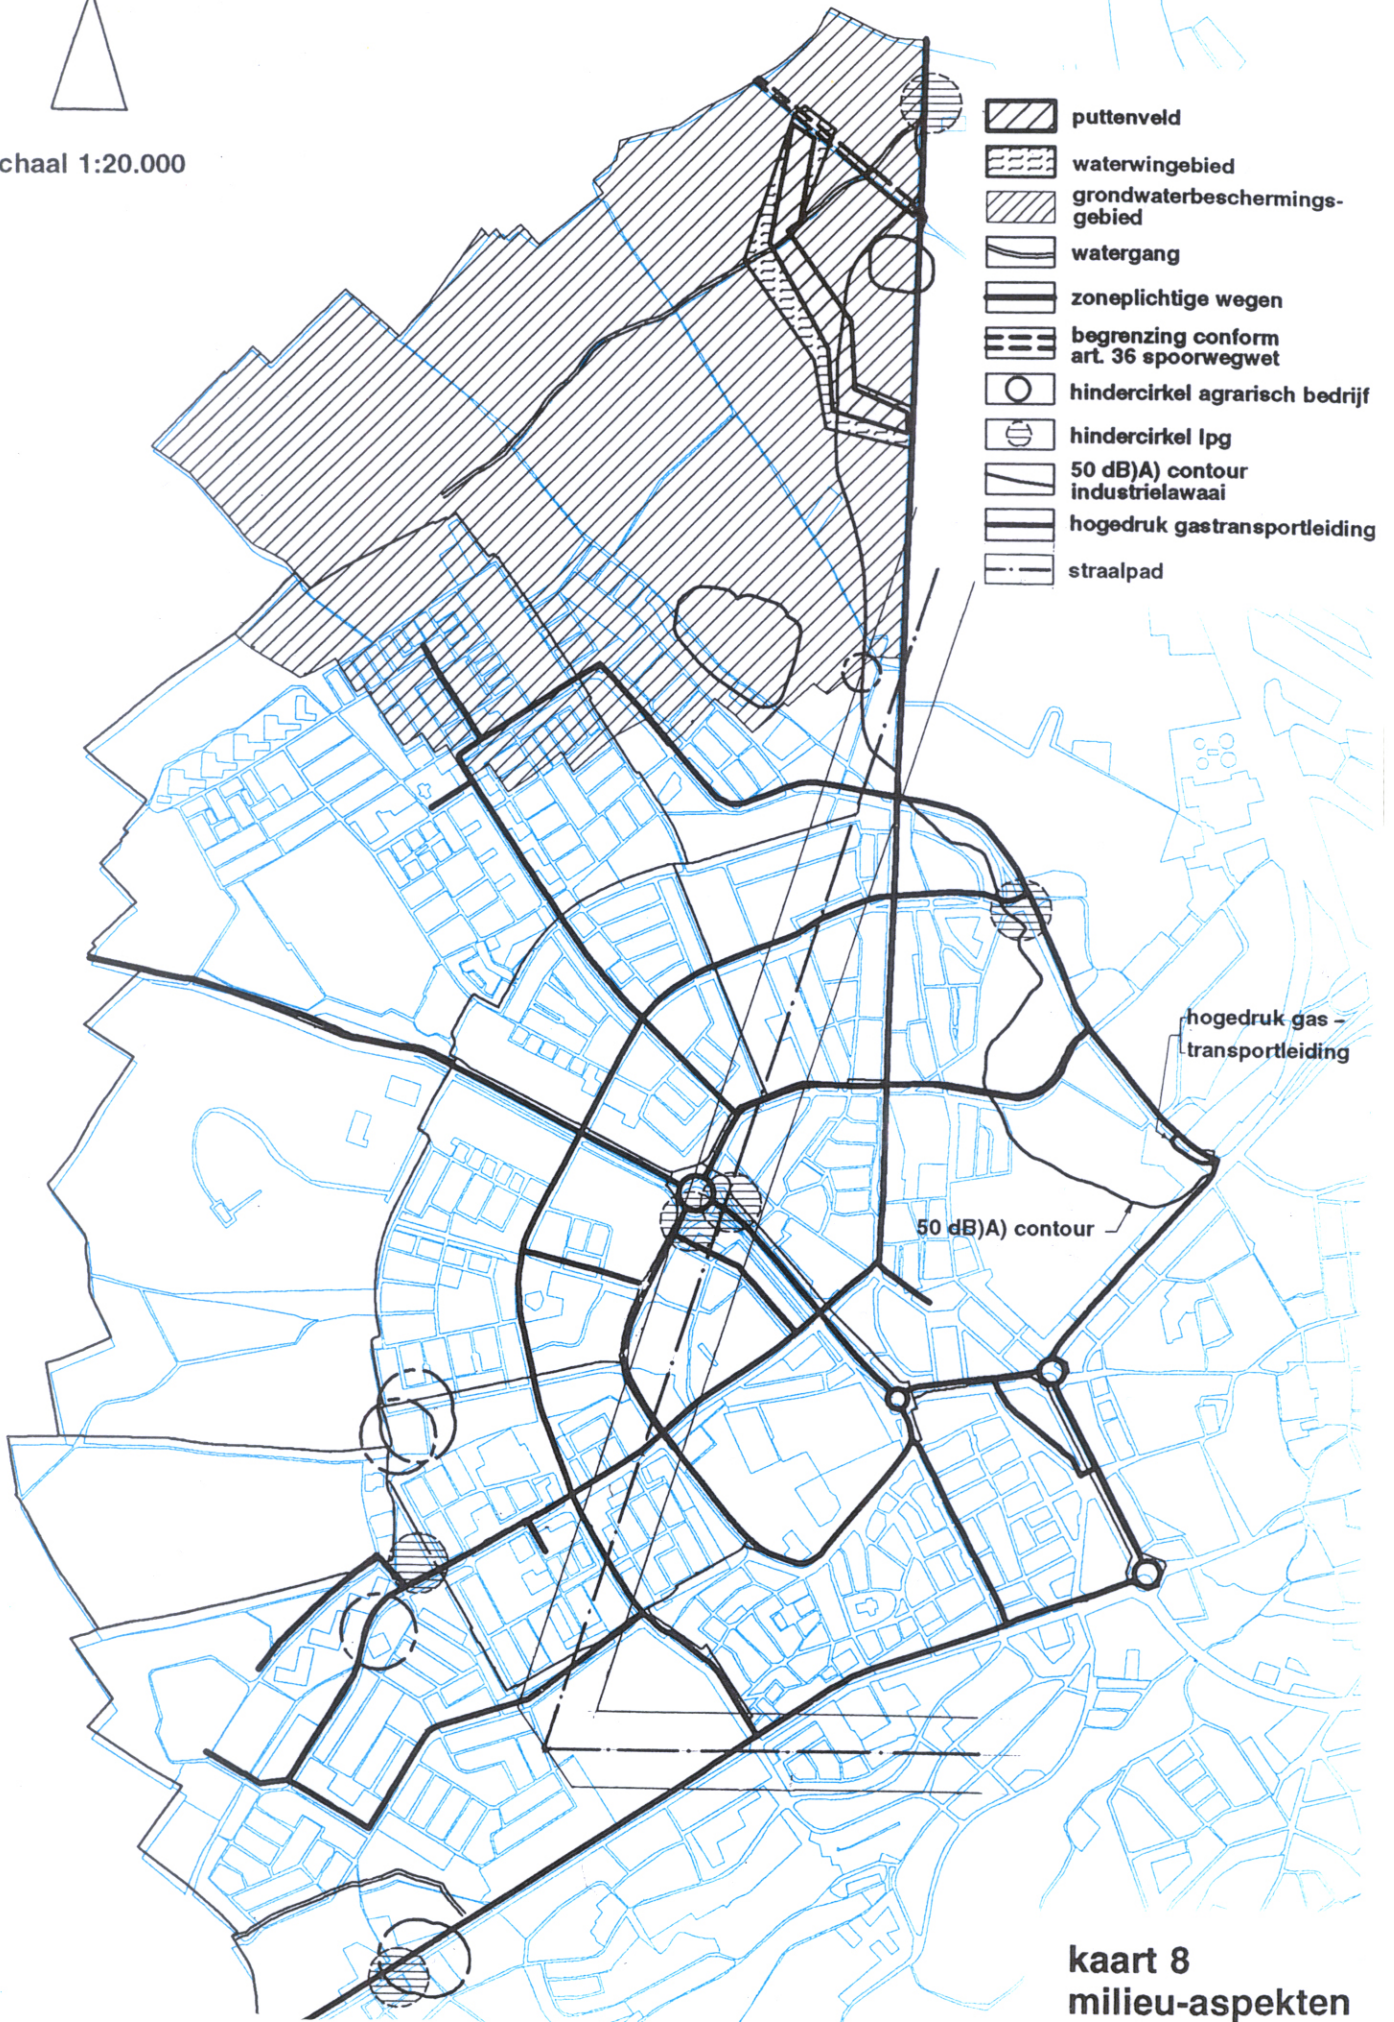 chaal 1:20.000
puttenveld
waterwingebied
grondwaterbeschermings-
gebied
watergang
zoneplichtige wegen
begrenzing conform
art. 36 spoorwegwet
hindercirkel agrarisch bedrijf
hindercirkel lpg
50 dB)A) contour
industrielawaai
hogedruk gastransportleiding
straalpad
hogedruk gas -
transportleiding
50 dB)A) contour
kaart 8
milieu-aspekten